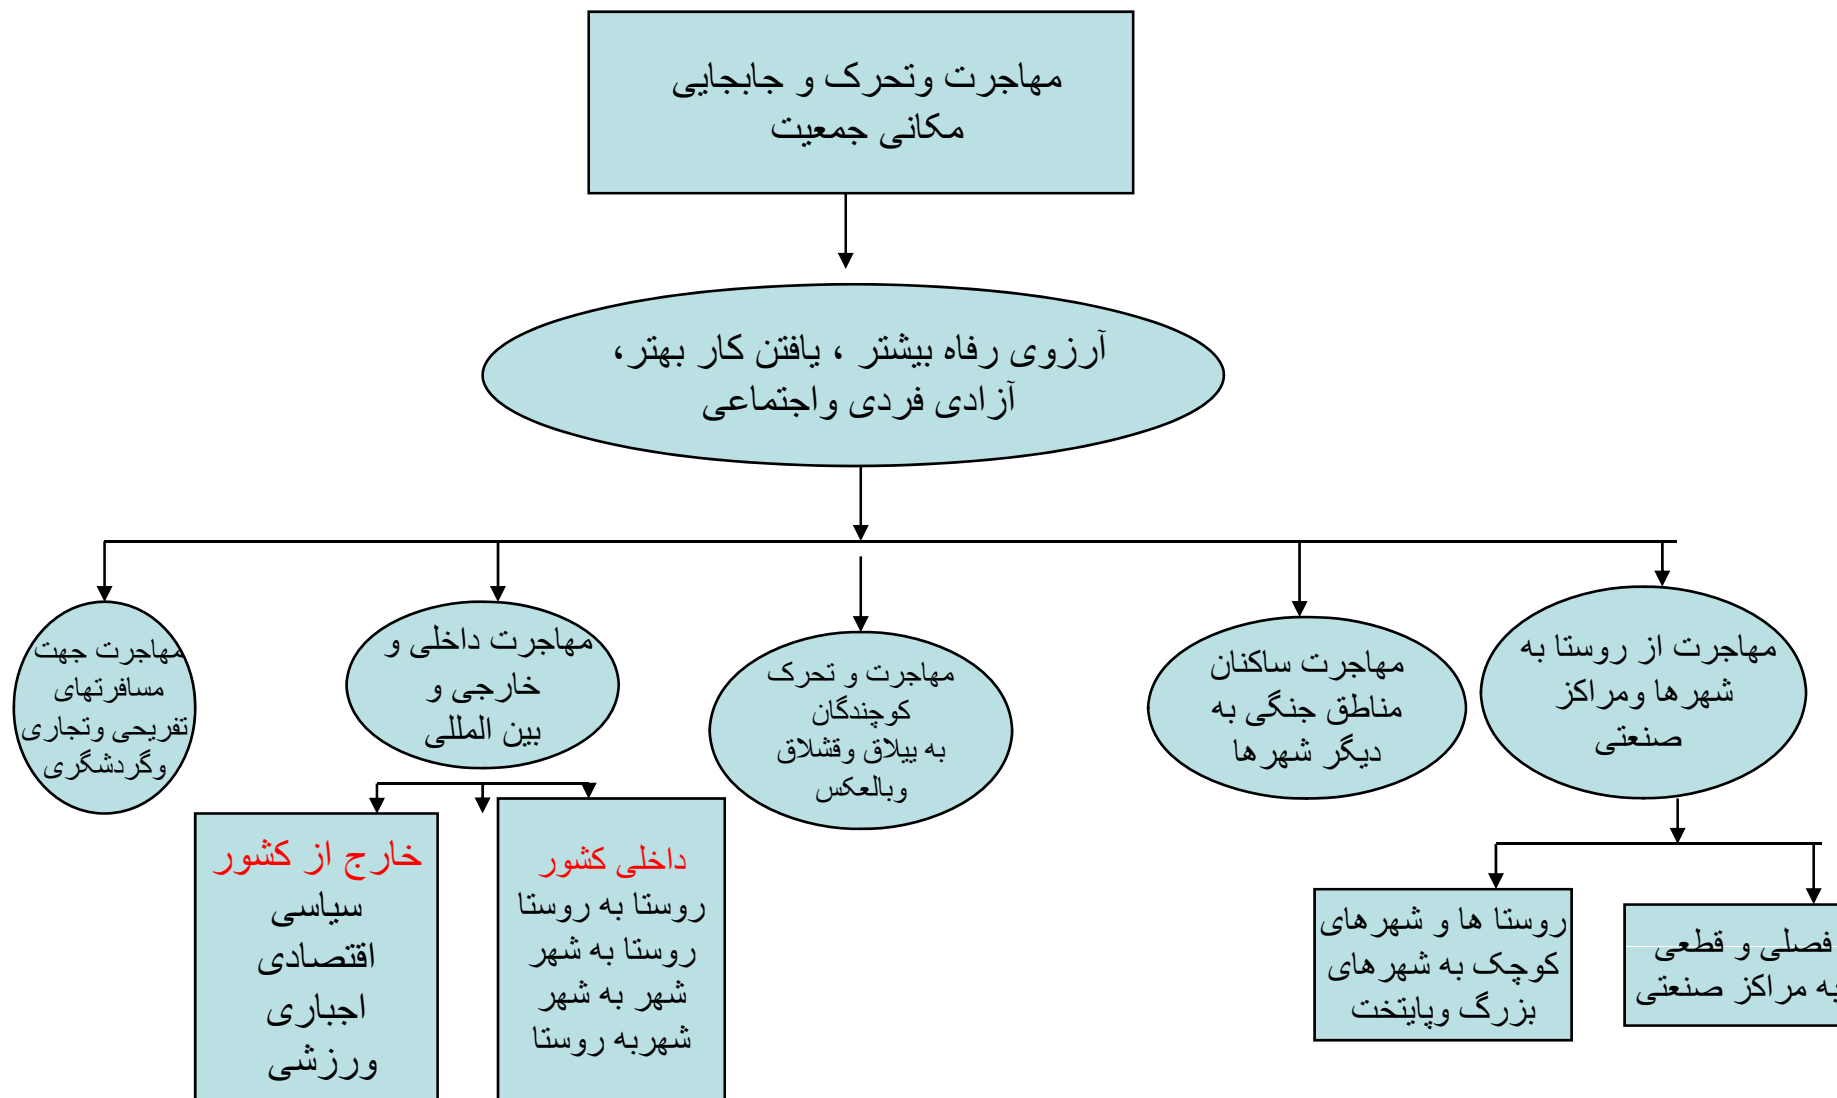 مهاجرت وتحرک و جابجایی
مکانی جمعیت
آرزوی رفاه بیشتر ، یافتن کار بهتر،
آزادی فردی واجتماعی
مهاجرت از روستا به
شهرها ومراکز
صنعتی
مهاجرت ساکنان
مناطق جنگی به
دیگر شهرها
مهاجرت و تحرک
کوچندگان
به ییلاق وقشلاق
وبالعکس
مهاجرت داخلی و
خارجی و
بین المللی
مهاجرت جهت
مسافرتهای
تفریحی وتجاری
وگردشگری
فصلی و قطعی
به مراکز صنعتی
روستا ها و شهرهای
کوچک به شهرهای
بزرگ وپایتخت
داخلی کشور
روستا به روستا
روستا به شهر
شهر به شهر
شهربه روستا
خارج از کشور
سیاسی
اقتصادی
اجباری
ورزشی